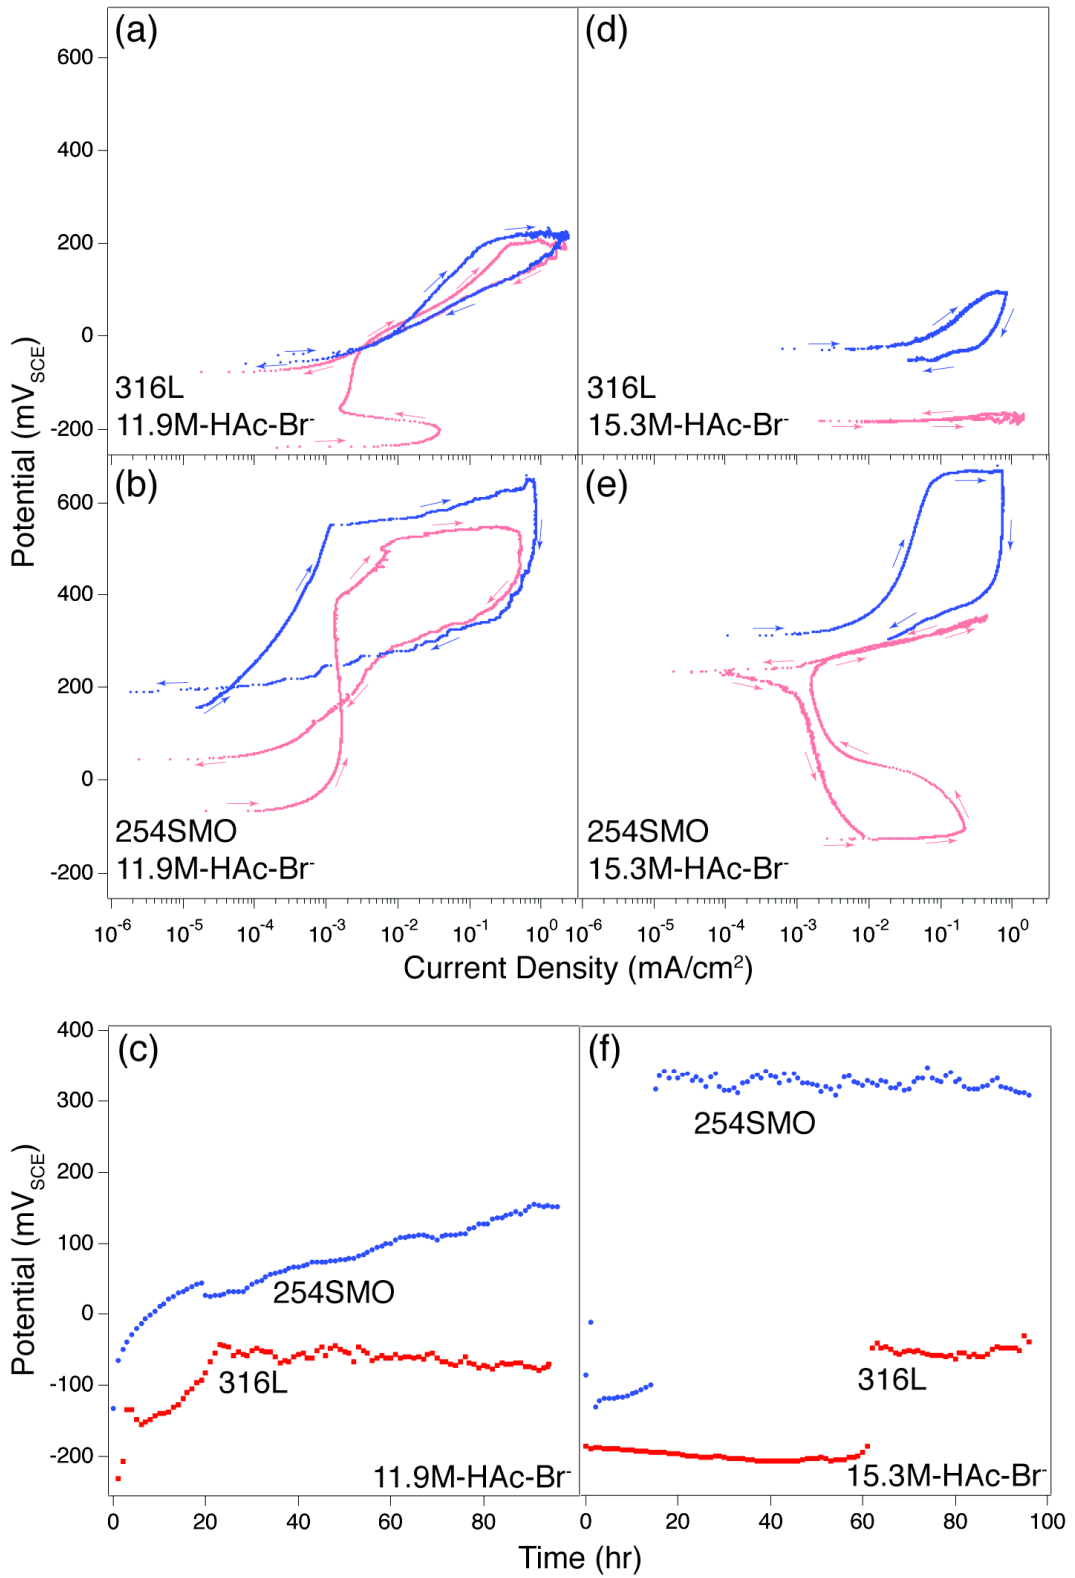 (a)
(d)
600
400
200
0
-200
316L
11.9M-HAc-Br⁻
316L
15.3M-HAc-Br⁻
Potential (mV_SCE)
(b)
(e)
600
400
200
0
-200
254SMO
11.9M-HAc-Br⁻
254SMO
15.3M-HAc-Br⁻
10⁻⁶ 10⁻⁵ 10⁻⁴ 10⁻³ 10⁻² 10⁻¹ 10⁰ 10⁻⁶ 10⁻⁵ 10⁻⁴ 10⁻³ 10⁻² 10⁻¹ 10⁰
Current Density (mA/cm²)
(c)
(f)
400
300
200
100
0
-100
-200
Potential (mV_SCE)
254SMO
316L
11.9M-HAc-Br⁻
254SMO
316L
15.3M-HAc-Br⁻
0 20 40 60 80 0 20 40 60 80 100
Time (hr)